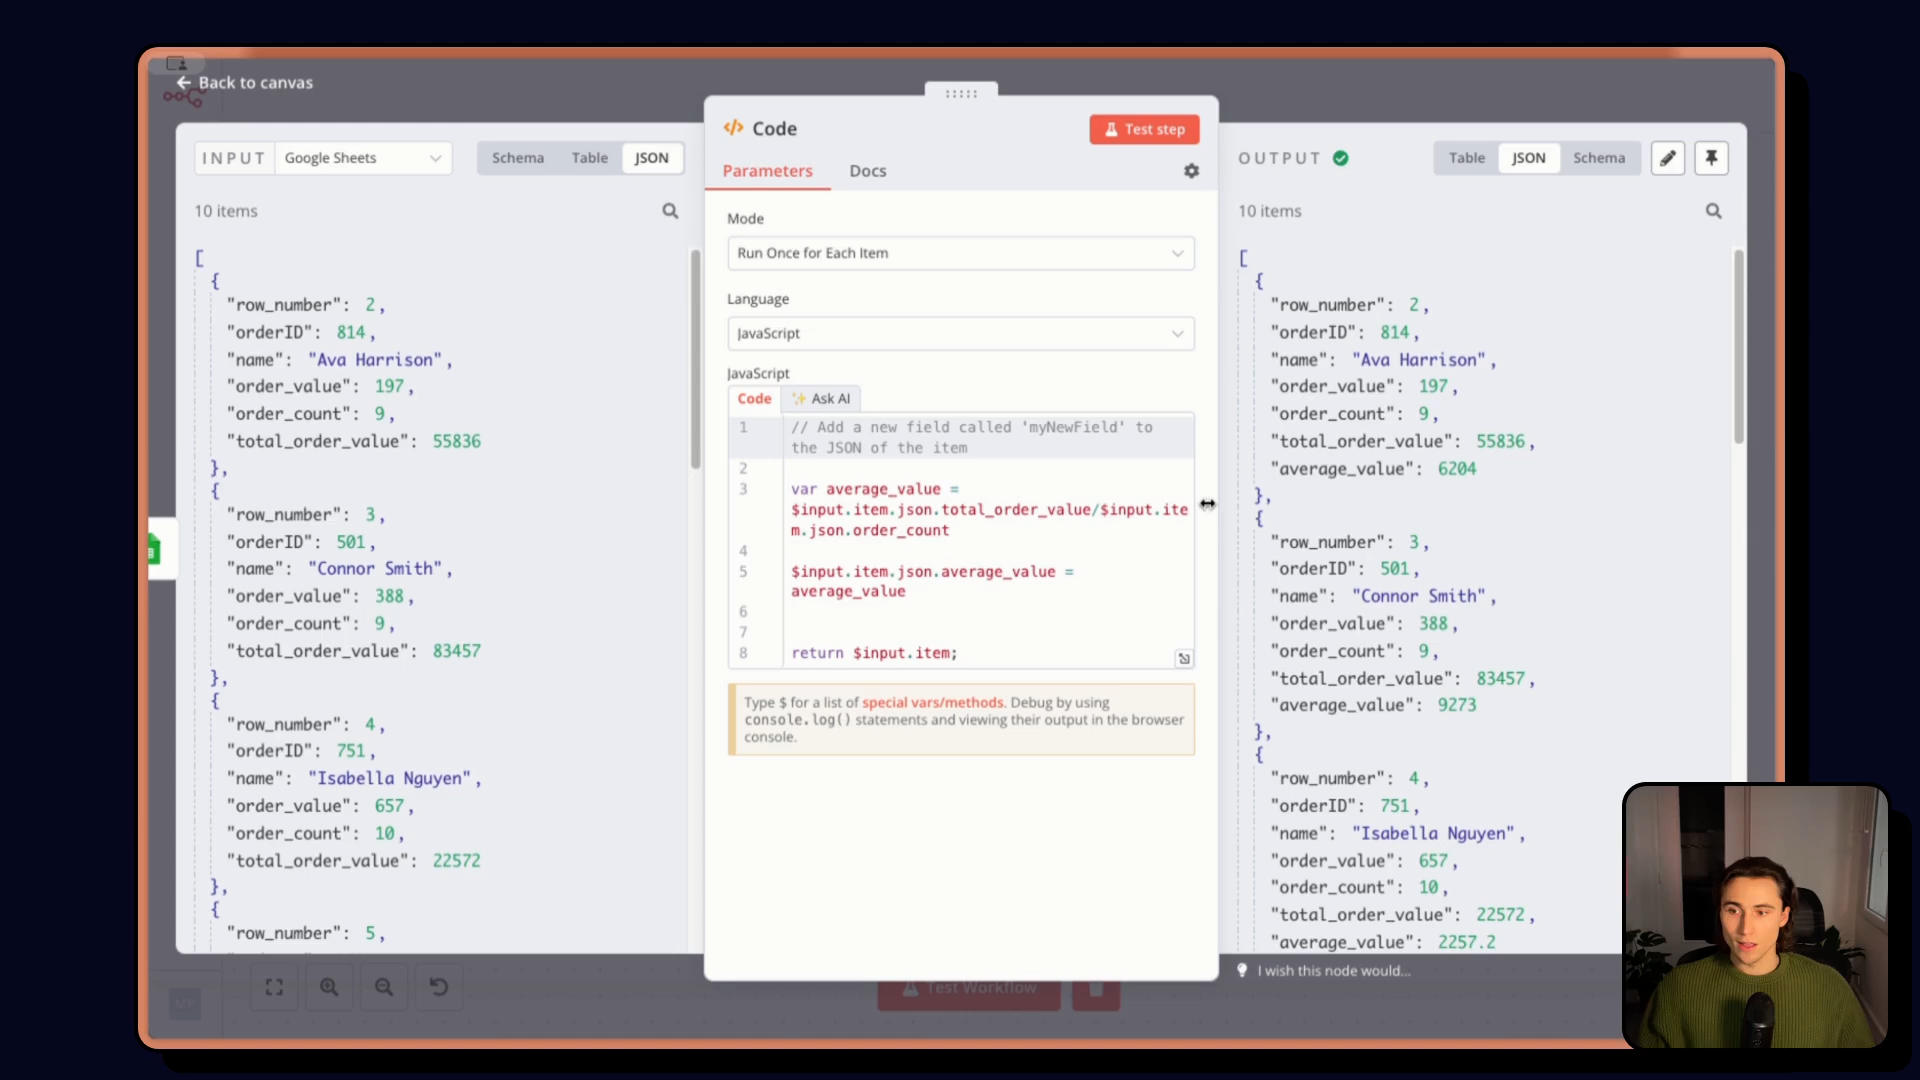 Back to canvas
INPUT
Google Sheets
Schema
Table
JSON
10 items
[
{
"row_number": 2,
"orderID": 814,
"name": "Ava Harrison",
"order_value": 197,
"order_count": 9,
"total_order_value": 55836
},
{
"row_number": 3,
"orderID": 501,
"name": "Connor Smith",
"order_value": 388,
"order_count": 9,
"total_order_value": 83457
},
{
"row_number": 4,
"orderID": 751,
"name": "Isabella Nguyen",
"order_value": 657,
"order_count": 10,
"total_order_value": 22572
},
{
"row_number": 5,
</> Code
Test step
Parameters
Docs
Mode
Run Once for Each Item
Language
JavaScript
JavaScript
Code
Ask AI
1 // Add a new field called 'myNewField' to
the JSON of the item
2
3 var average_value =
$input.item.json.total_order_value/$input.ite
m.json.order_count
4
5 $input.item.json.average_value =
average_value
6
7
8 return $input.item;
Type $ for a list of special vars/methods. Debug by using
console.log() statements and viewing their output in the browser
console.
OUTPUT
Table
JSON
Schema
10 items
[
{
"row_number": 2,
"orderID": 814,
"name": "Ava Harrison",
"order_value": 197,
"order_count": 9,
"total_order_value": 55836,
"average_value": 6204
},
{
"row_number": 3,
"orderID": 501,
"name": "Connor Smith",
"order_value": 388,
"order_count": 9,
"total_order_value": 83457,
"average_value": 9273
},
{
"row_number": 4,
"orderID": 751,
"name": "Isabella Nguyen",
"order_value": 657,
"order_count": 10,
"total_order_value": 22572,
"average_value": 2257.2
I wish this node would...
Test Workflow